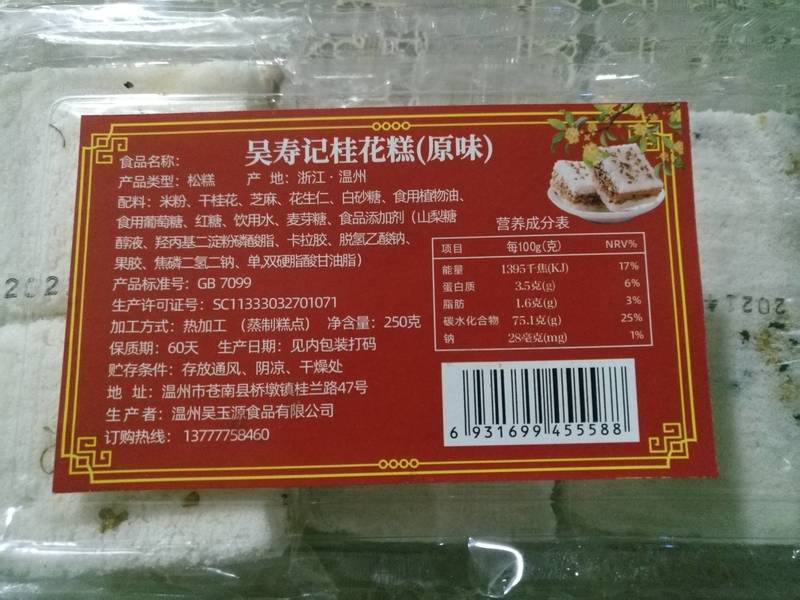 食品名称： 吴寿记桂花糕(原味)
产品类型：松糕 产 地：浙江·温州
配料：米粉、干桂花、芝麻、花生仁、白砂糖、食用植物油、
食用葡萄糖、红糖、饮用水、麦芽糖、食品添加剂（山梨糖
醇液、羟丙基二淀粉磷酸脂、卡拉胶、脱氢乙酸钠、
果胶、焦磷二氢二钠、单,双硬脂酸甘油脂）
产品标准号：GB 7099
生产许可证号：SC11333032701071
加工方式：热加工（蒸制糕点） 净含量：250克
保质期：60天 生产日期：见内包装打码
贮存条件：存放通风、阴凉、干燥处
地 址：温州市苍南县桥墩镇桂兰路47号
生产者：温州吴玉源食品有限公司
订购热线：13777758460
营养成分表
项目 每100g(克) NRV%
能量 1395千焦(KJ) 17%
蛋白质 3.5克(g) 6%
脂肪 1.6克(g) 3%
碳水化合物 75.1克(g) 25%
钠 28毫克(mg) 1%
6 931699 455588